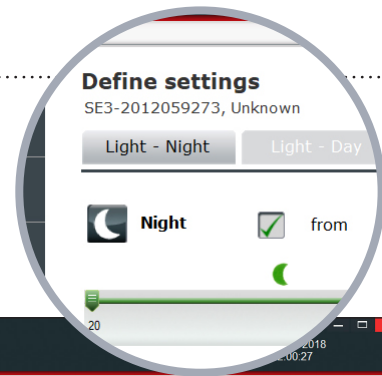 Define settings
SE3-2012059273, Unknown
Light - Night Light - Day
Night from
20
2018
:00:27